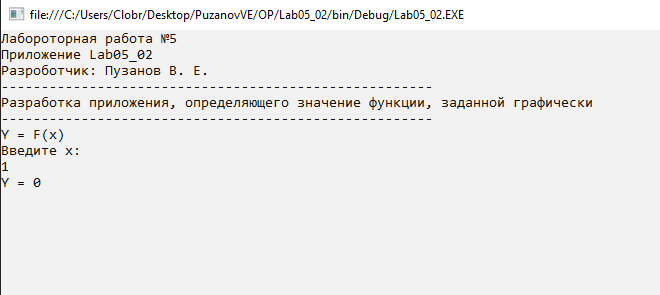 file:///C:/Users/Clobr/Desktop/PuzanovVE/OP/Lab05_02/bin/Debug/Lab05_02.EXE
Лабороторная работа №5
Приложение Lab05_02
Разроботчик: Пузанов В. Е.
------------------------------------------------------
Разработка приложения, определяющего значение функции, заданной графически
------------------------------------------------------
Y = F(x)
Введите x:
1
Y = 0